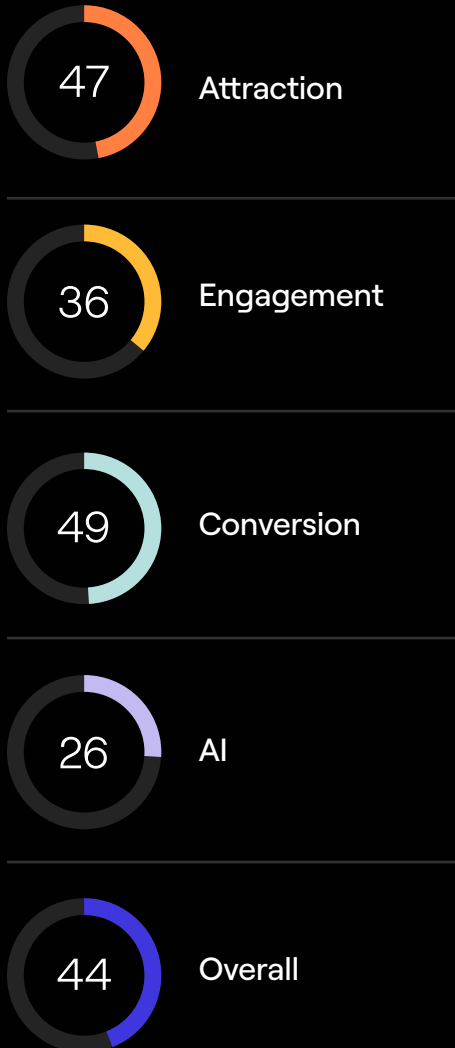 47
Attraction
36
Engagement
49
Conversion
26
AI
44
Overall